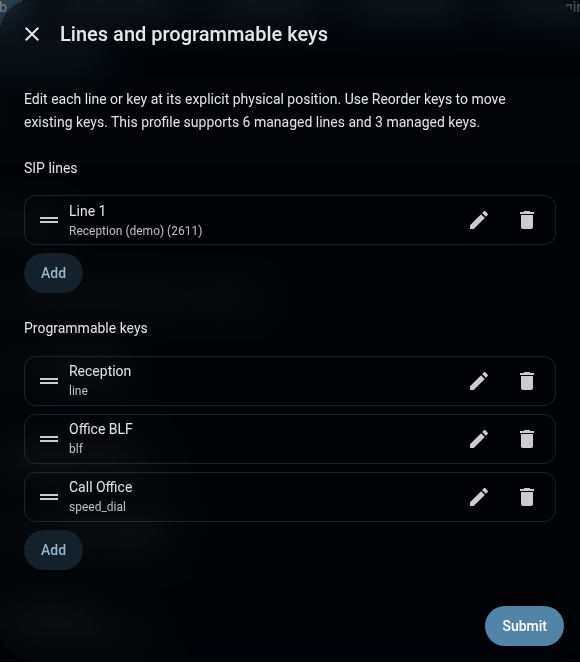 Lines and programmable keys
Edit each line or key at its explicit physical position. Use Reorder keys to move
existing keys. This profile supports 6 managed lines and 3 managed keys.
SIP lines
Line 1
Reception (demo) (2611)
Add
Programmable keys
Reception
line
Office BLF
blf
Call Office
speed_dial
Add
Submit